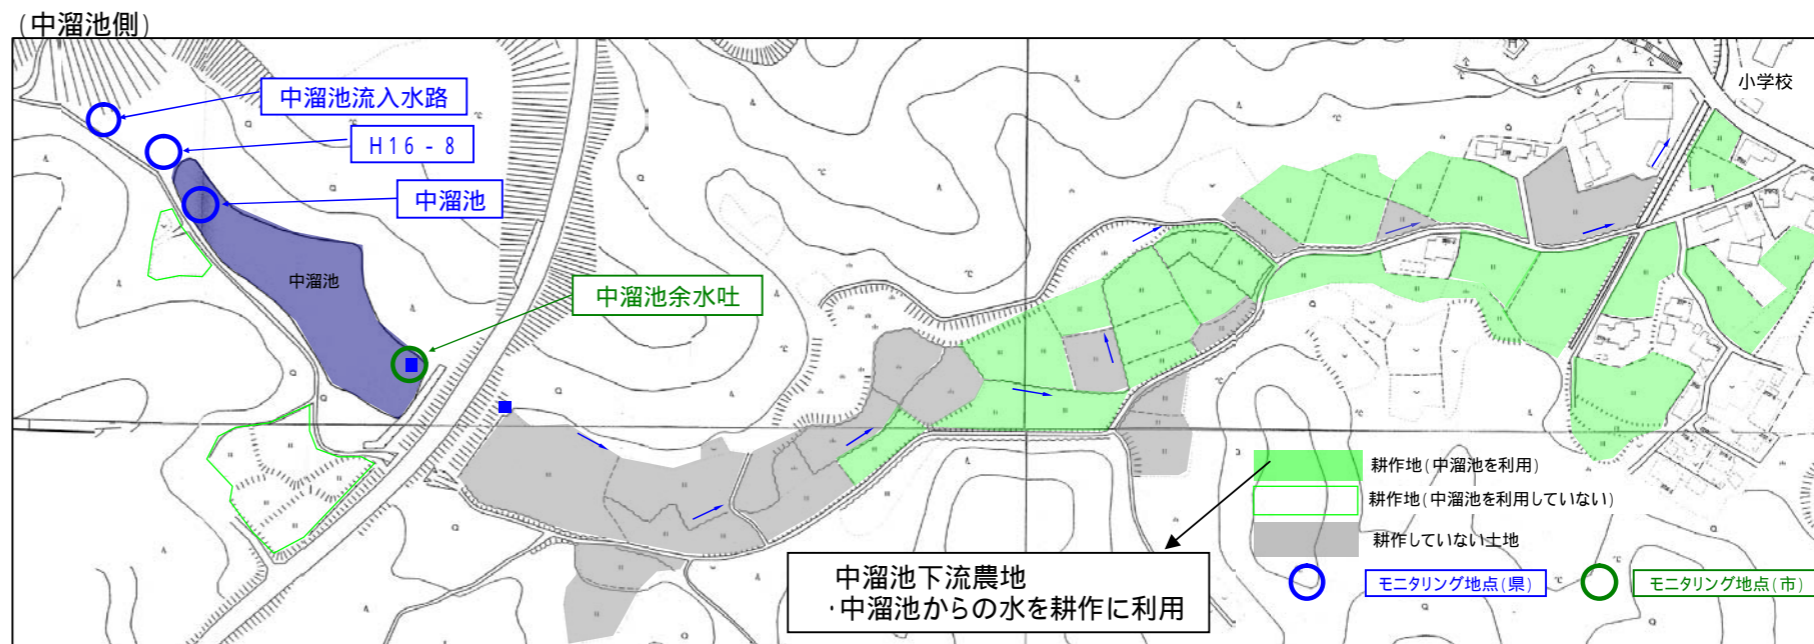 (中溜池側)
小学校
中溜池流入水路
H16-8
中溜池
中溜池
中溜池余水吐
耕作地(中溜池を利用)
耕作地(中溜池を利用していない)
耕作していない土地
中溜池下流農地
・中溜池からの水を耕作に利用
モニタリング地点(県)
モニタリング地点(市)